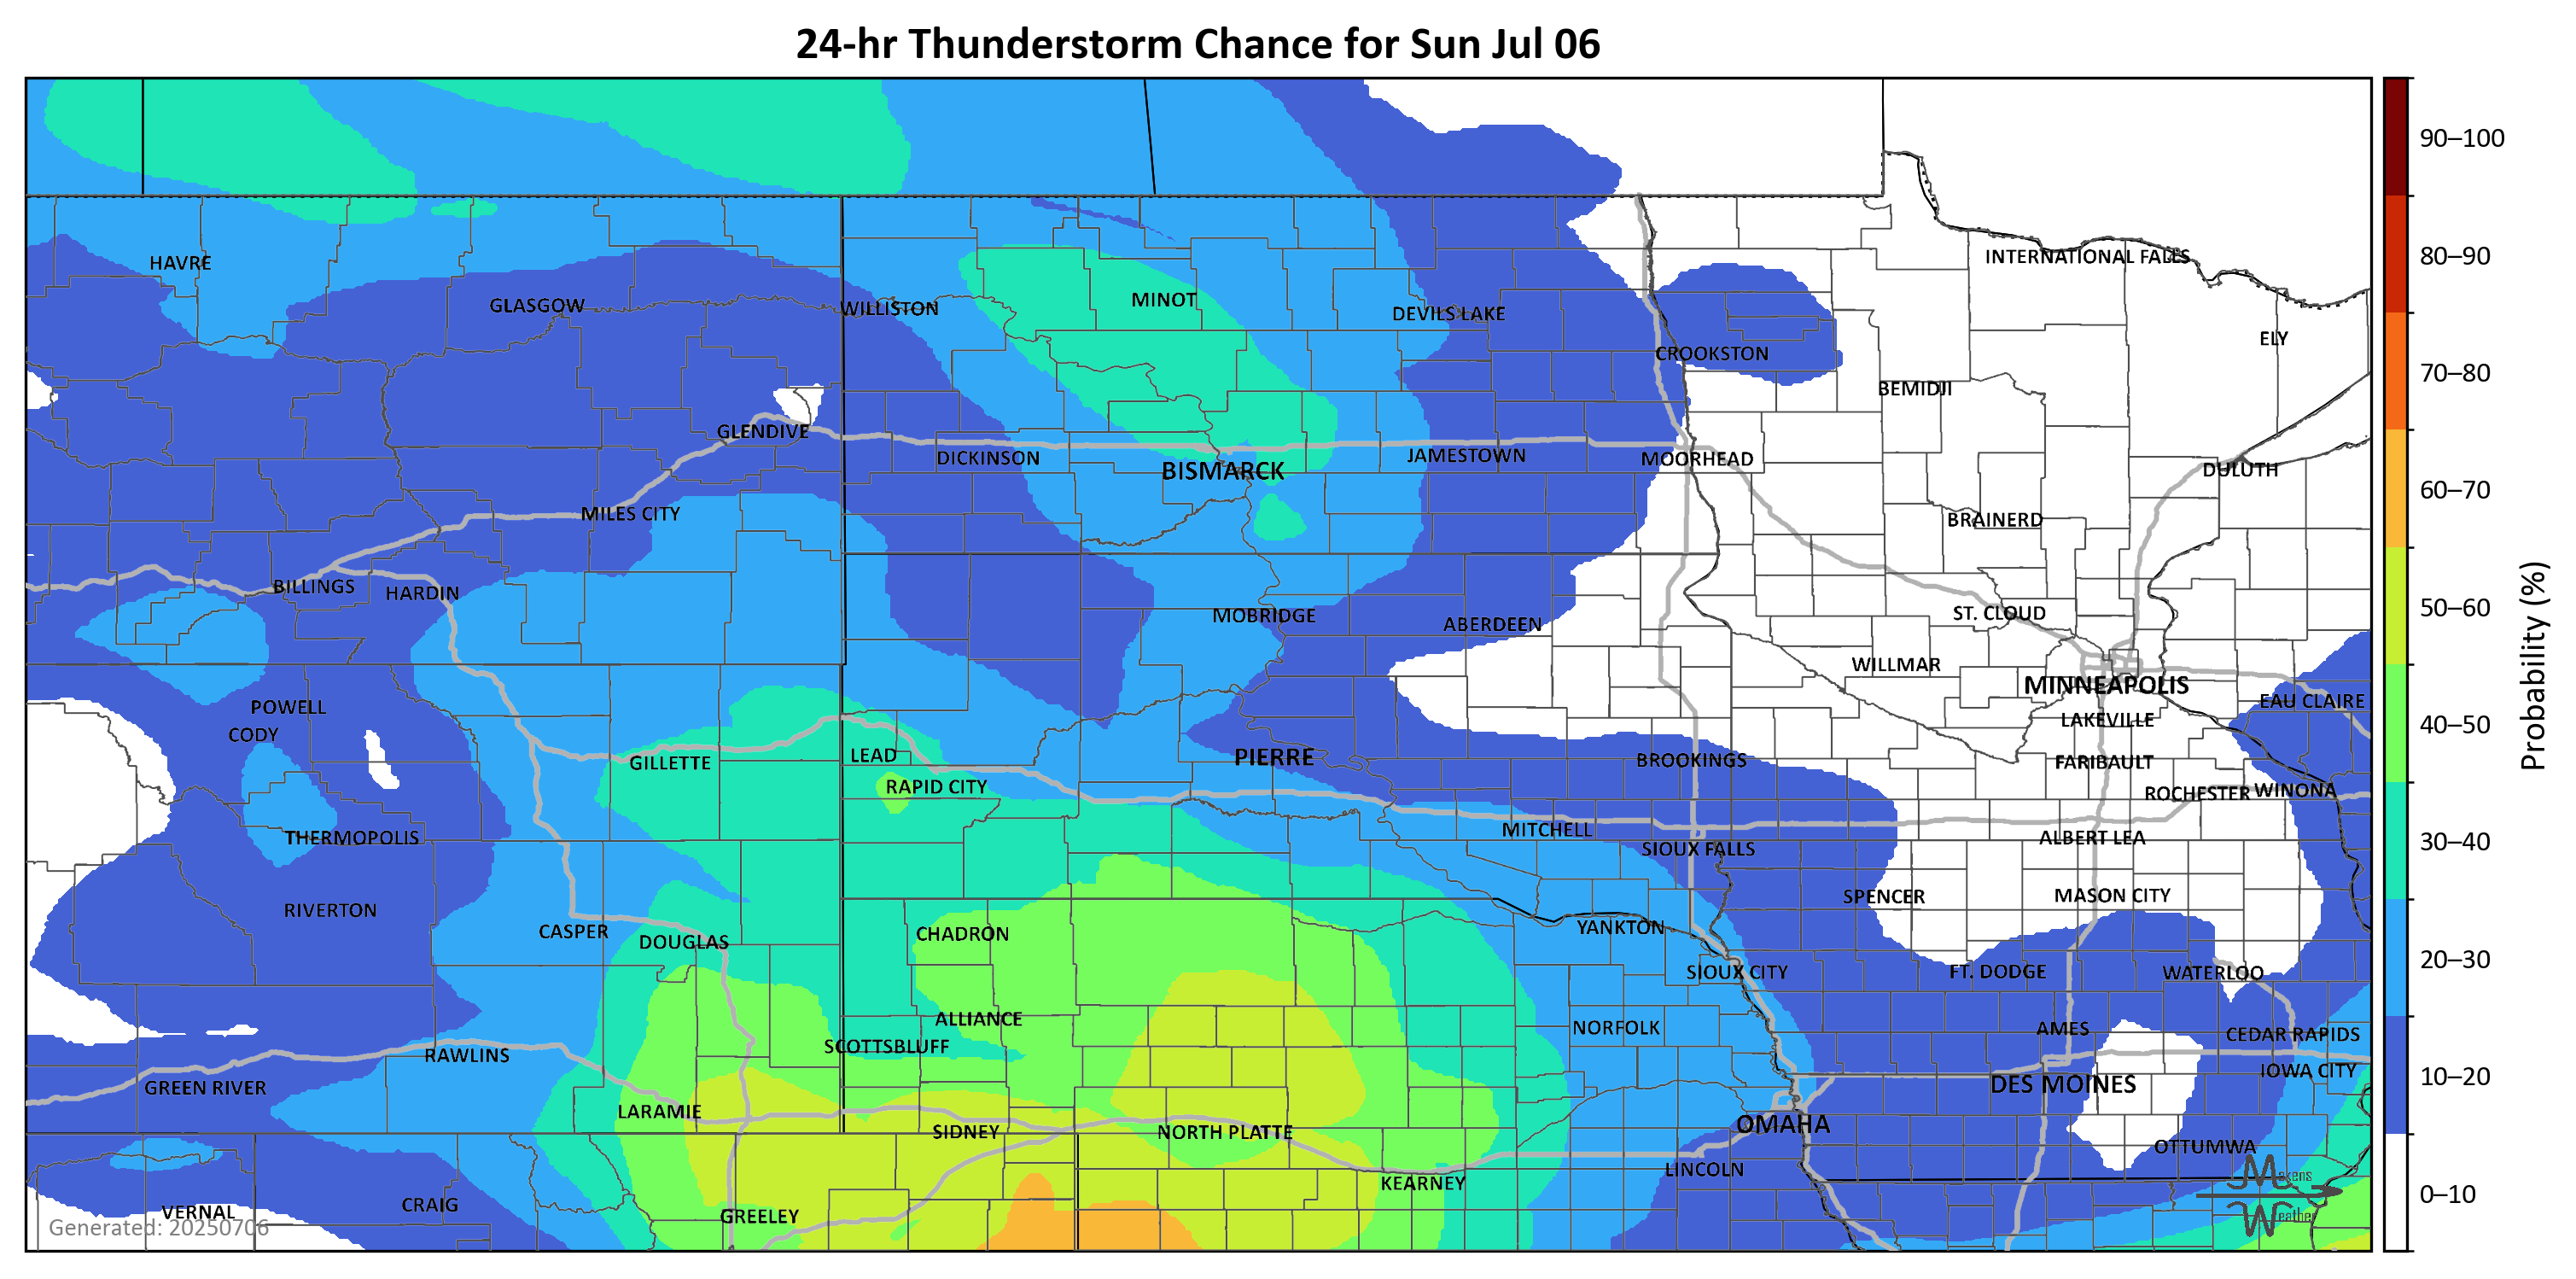 24-hr Thunderstorm Chance for Sun Jul 06
90–100
80–90
70–80
60–70
50–60
40–50
30–40
20–30
10–20
0–10
Probability (%)
HAVRE
INTERNATIONAL FALLS
GLASGOW
WILLISTON
MINOT
DEVILS LAKE
ELY
CROOKSTON
BEMIDJI
GLENDIVE
DICKINSON
BISMARCK
JAMESTOWN
MOORHEAD
DULUTH
MILES CITY
BRAINERD
BILLINGS
HARDIN
MOBRIDGE
ABERDEEN
ST. CLOUD
WILLMAR
MINNEAPOLIS
POWELL
EAU CLAIRE
CODY
LAKEVILLE
GILLETTE
LEAD
PIERRE
BROOKINGS
FARIBAULT
RAPID CITY
ROCHESTER
WINONA
THERMOPOLIS
MITCHELL
ALBERT LEA
SIOUX FALLS
RIVERTON
SPENCER
MASON CITY
CASPER
DOUGLAS
CHADRON
YANKTON
SIOUX CITY
FT. DODGE
WATERLOO
ALLIANCE
NORFOLK
AMES
CEDAR RAPIDS
RAWLINS
SCOTTSBLUFF
GREEN RIVER
DES MOINES
IOWA CITY
LARAMIE
SIDNEY
NORTH PLATTE
OMAHA
OTTUMWA
LINCOLN
KEARNEY
VERNAL
CRAIG
GREELEY
Generated: 20250706
Makens
Weather